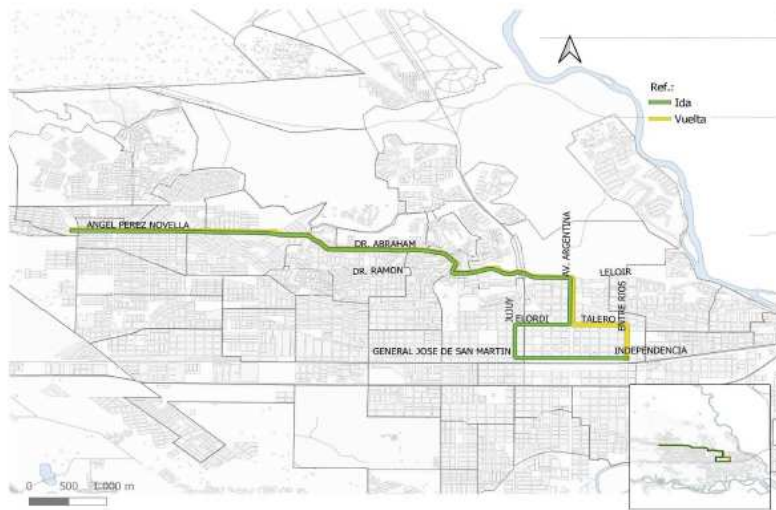 Ref.:
Ida
Vuelta
ANGEL PEREZ NOVELLA
AV. ARGENTINA
DR. ABRAHAM
DR. RAMON
LELOIR
JUJUY
ELORDI
TALERO
ENTRE RIOS
GENERAL JOSE DE SAN MARTIN
INDEPENDENCIA
0 500 1.000 m